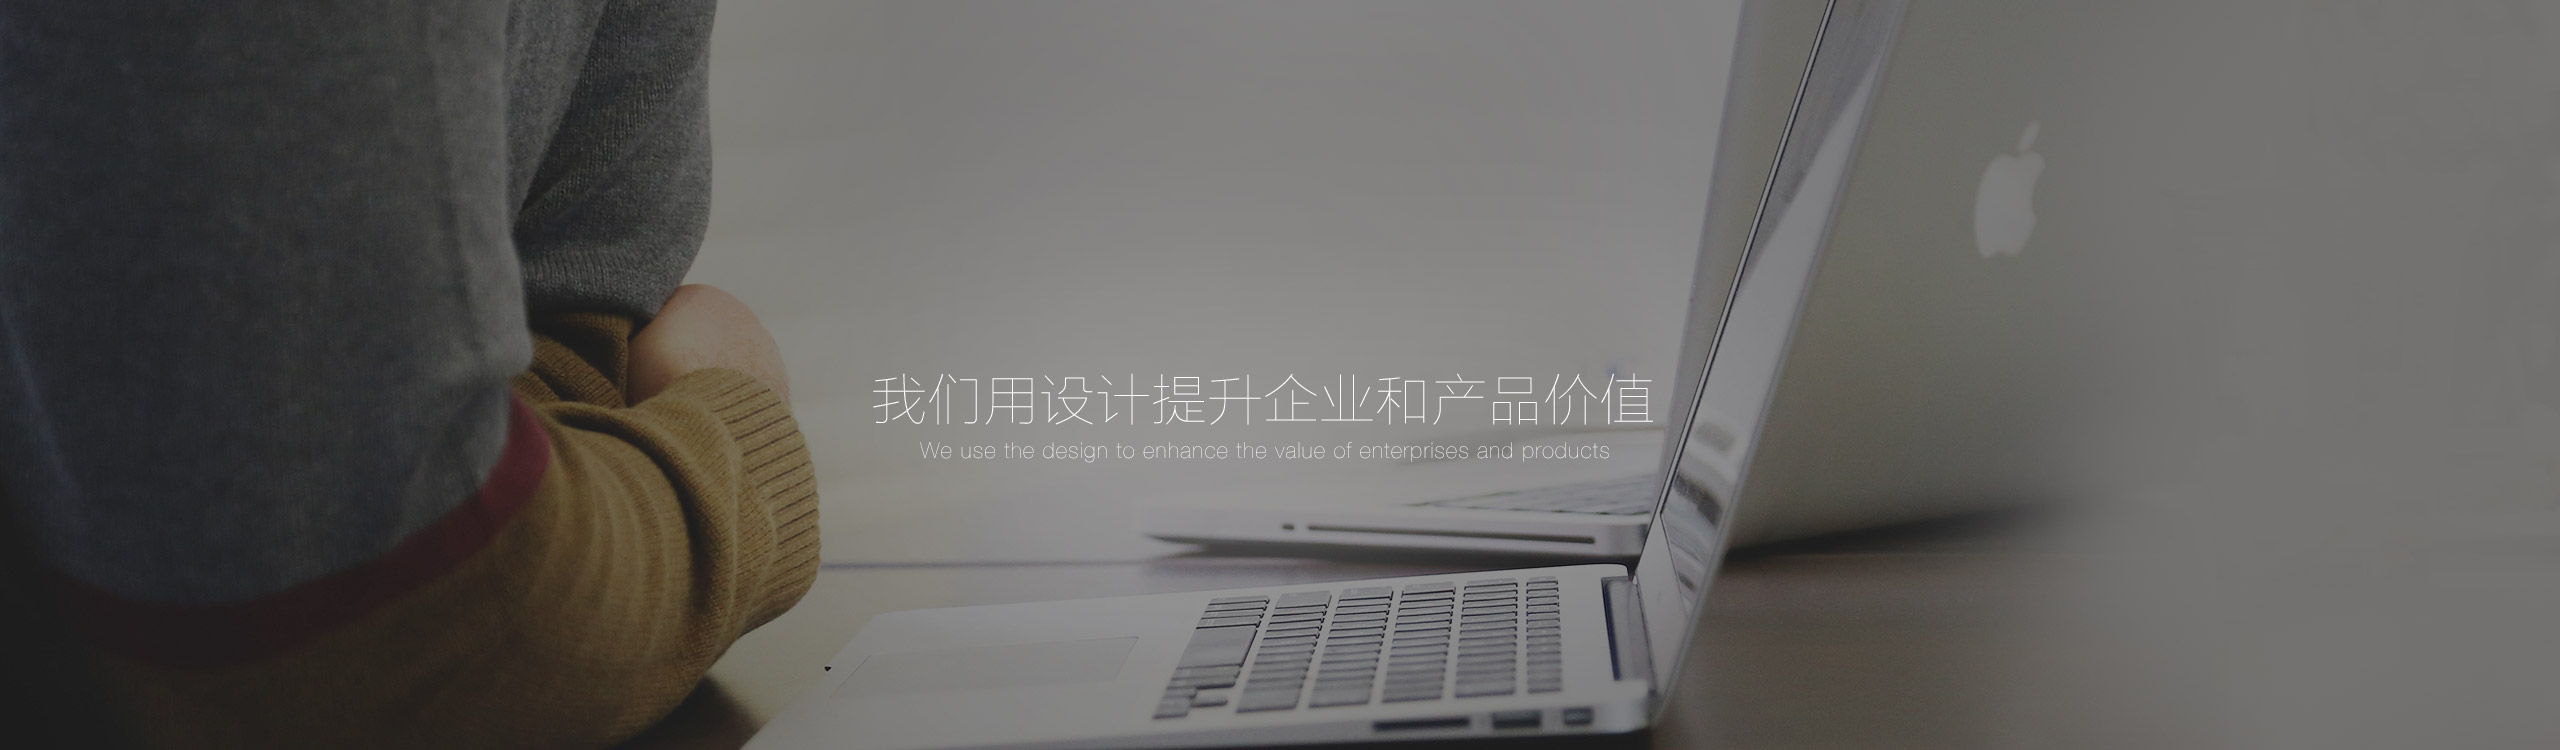 我们用设计提升企业和产品价值
We use the design to enhance the value of enterprises and products